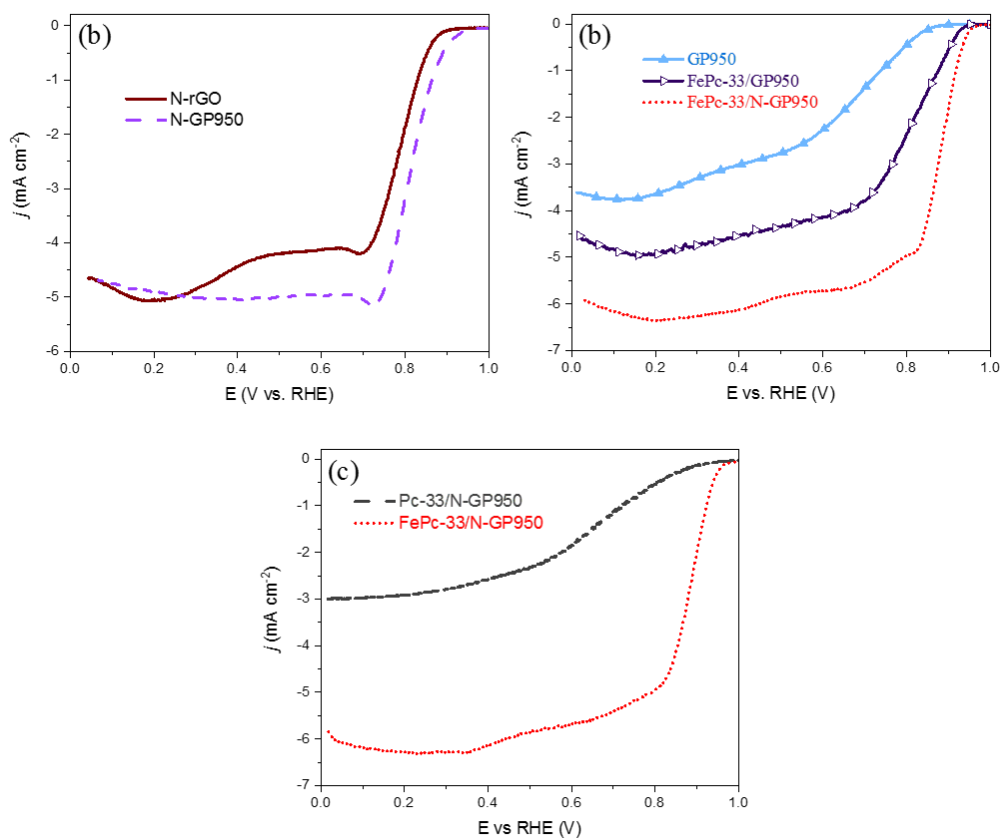 (b)
N-rGO
N-GP950
j (mA cm-2)
0
-1
-2
-3
-4
-5
-6
0.0 0.2 0.4 0.6 0.8 1.0
E (V vs. RHE)
(b)
GP950
FePc-33/GP950
FePc-33/N-GP950
j (mA cm-2)
0
-1
-2
-3
-4
-5
-6
-7
0.0 0.2 0.4 0.6 0.8 1.0
E vs RHE (V)
(c)
Pc-33/N-GP950
FePc-33/N-GP950
j (mA cm-2)
0
-1
-2
-3
-4
-5
-6
-7
0.0 0.2 0.4 0.6 0.8 1.0
E vs RHE (V)